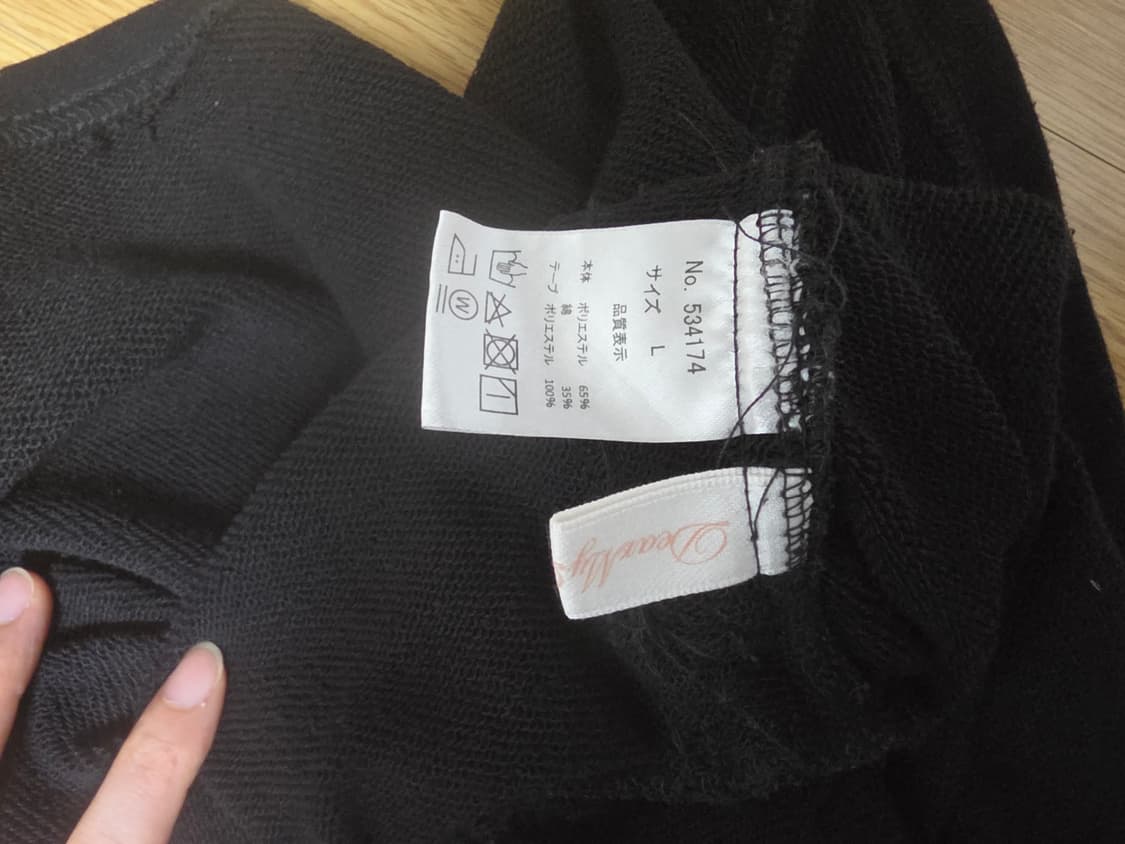 No. 534174
サイズ L
品質表示
本体 ポリエステル 65%
綿 35%
テープ ポリエステル 100%
W
DearMy